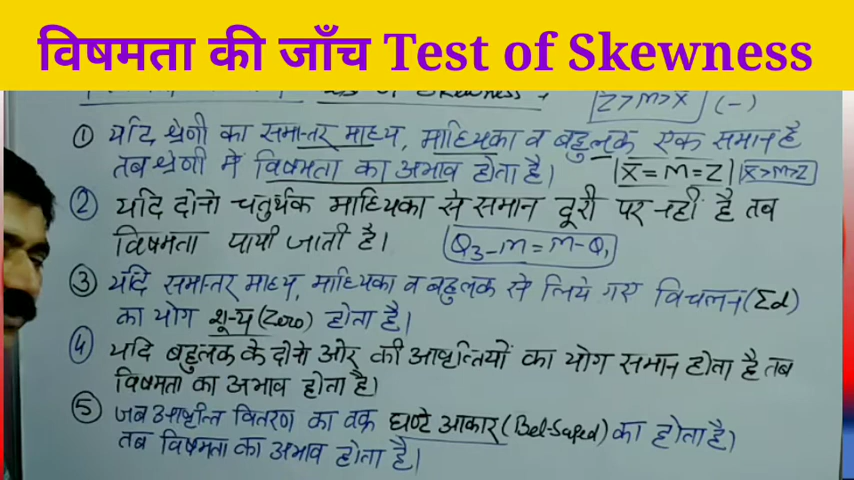 विषमता की जाँच Test of Skewness
Z>M>X̄ (-)
① यदि श्रेणी का समान्तर माध्य, माध्यिका व बहुलक एक समान है
तब श्रेणी में विषमता का अभाव होता है। X̄=M=Z X̄>M>Z
② यदि दोनो चतुर्थक माध्यिका से समान दूरी पर नहीं है तब
विषमता पायी जाती है। Q₃-M=M-Q₁
③ यदि समान्तर माध्य, माध्यिका व बहुलक से लिये गए विचलन (Σd)
का योग शून्य (Zero) होता है।
④ यदि बहुलक के दोनो ओर की आवृत्तियों का योग समान होता है तब
विषमता का अभाव होता है।
⑤ जब आवृत्ति वितरण का वक्र घण्टे आकार (Bel-Saped) का होता है।
तब विषमता का अभाव होता है।